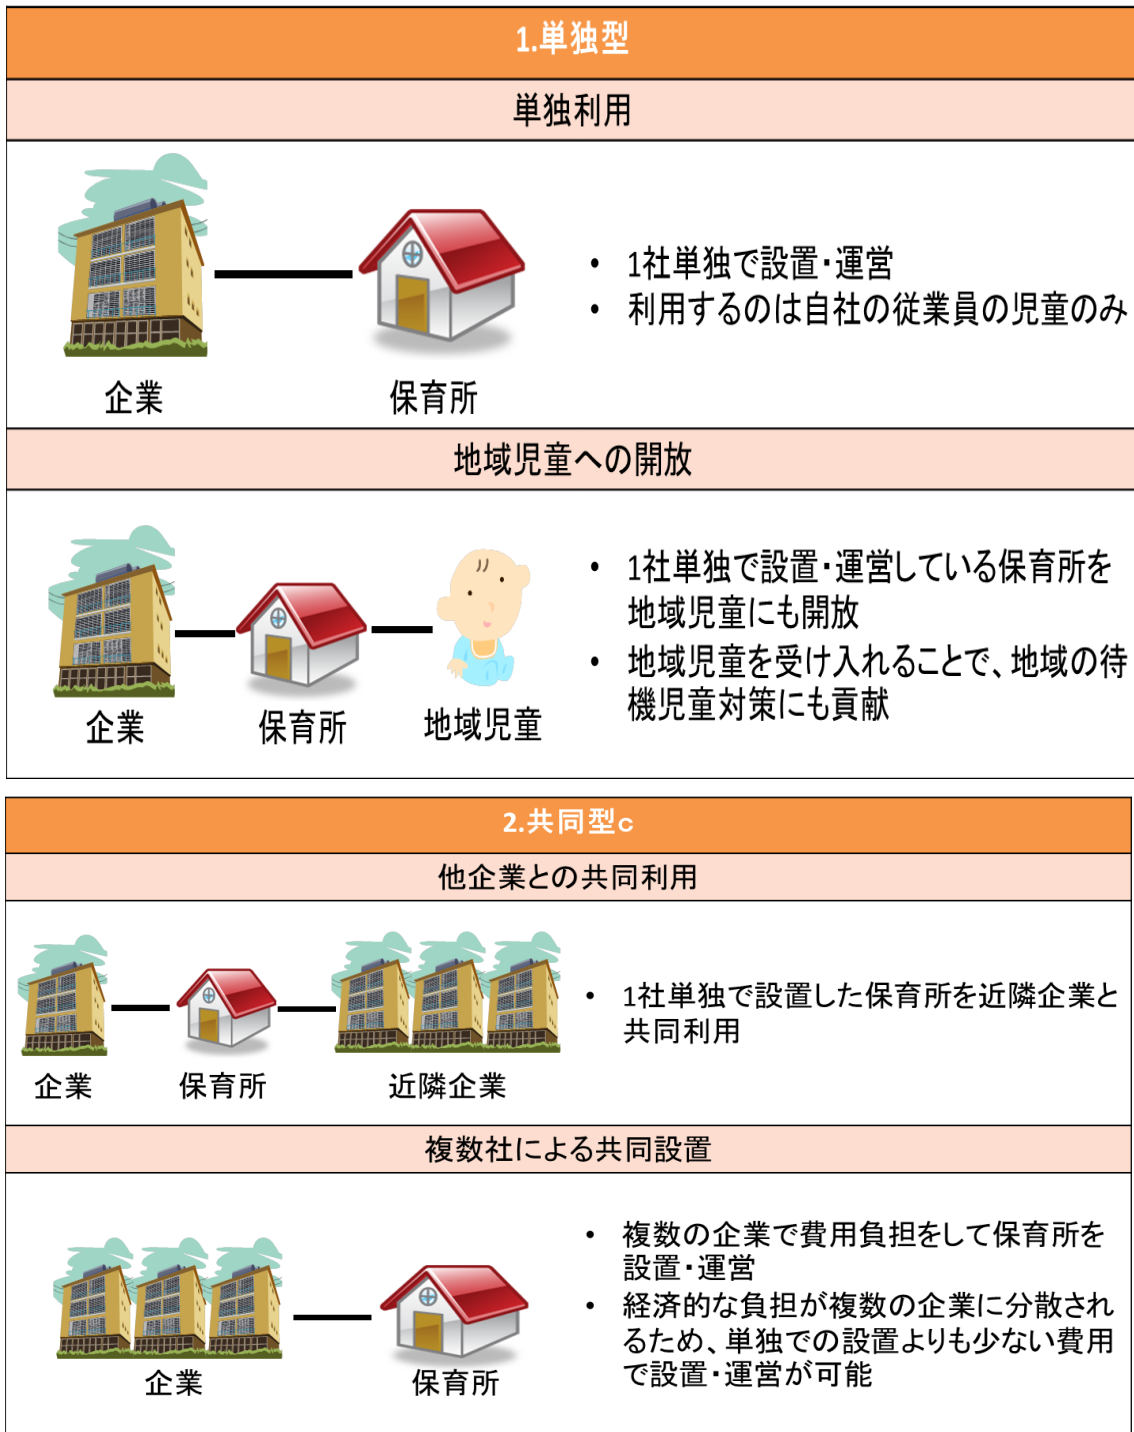 1.単独型
単独利用
企業
保育所
• 1社単独で設置・運営
• 利用するのは自社の従業員の児童のみ
地域児童への開放
企業
保育所
地域児童
• 1社単独で設置・運営している保育所を
地域児童にも開放
• 地域児童を受け入れることで、地域の待
機児童対策にも貢献
2.共同型c
他企業との共同利用
企業
保育所
近隣企業
• 1社単独で設置した保育所を近隣企業と
共同利用
複数社による共同設置
企業
保育所
• 複数の企業で費用負担をして保育所を
設置・運営
• 経済的な負担が複数の企業に分散され
るため、単独での設置よりも少ない費用
で設置・運営が可能